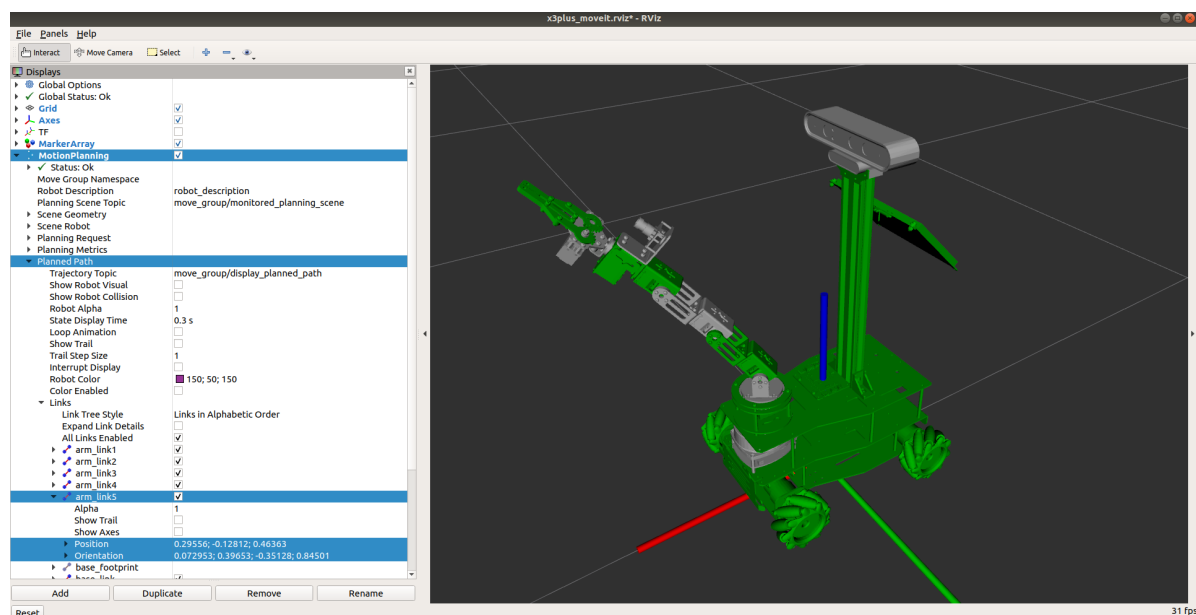 x3plus_moveit.rviz* - RViz
File Panels Help
Interact Move Camera Select
Displays
Global Options
Global Status: Ok
Grid
Axes
TF
MarkerArray
MotionPlanning
Status: Ok
Move Group Namespace
Robot Description robot_description
Planning Scene Topic move_group/monitored_planning_scene
Scene Geometry
Scene Robot
Planning Request
Planning Metrics
Planned Path
Trajectory Topic move_group/display_planned_path
Show Robot Visual
Show Robot Collision
Robot Alpha 1
State Display Time 0.3 s
Loop Animation
Show Trail
Trail Step Size 1
Interrupt Display
Robot Color 150; 50; 150
Color Enabled
Links
Link Tree Style Links in Alphabetic Order
Expand Link Details
All Links Enabled
arm_link1
arm_link2
arm_link3
arm_link4
arm_link5
Alpha 1
Show Trail
Show Axes
Position 0.29556; -0.12812; 0.46363
Orientation 0.072953; 0.39653; -0.35128; 0.84501
base_footprint
base_link
Add Duplicate Remove Rename
Reset 31 fps